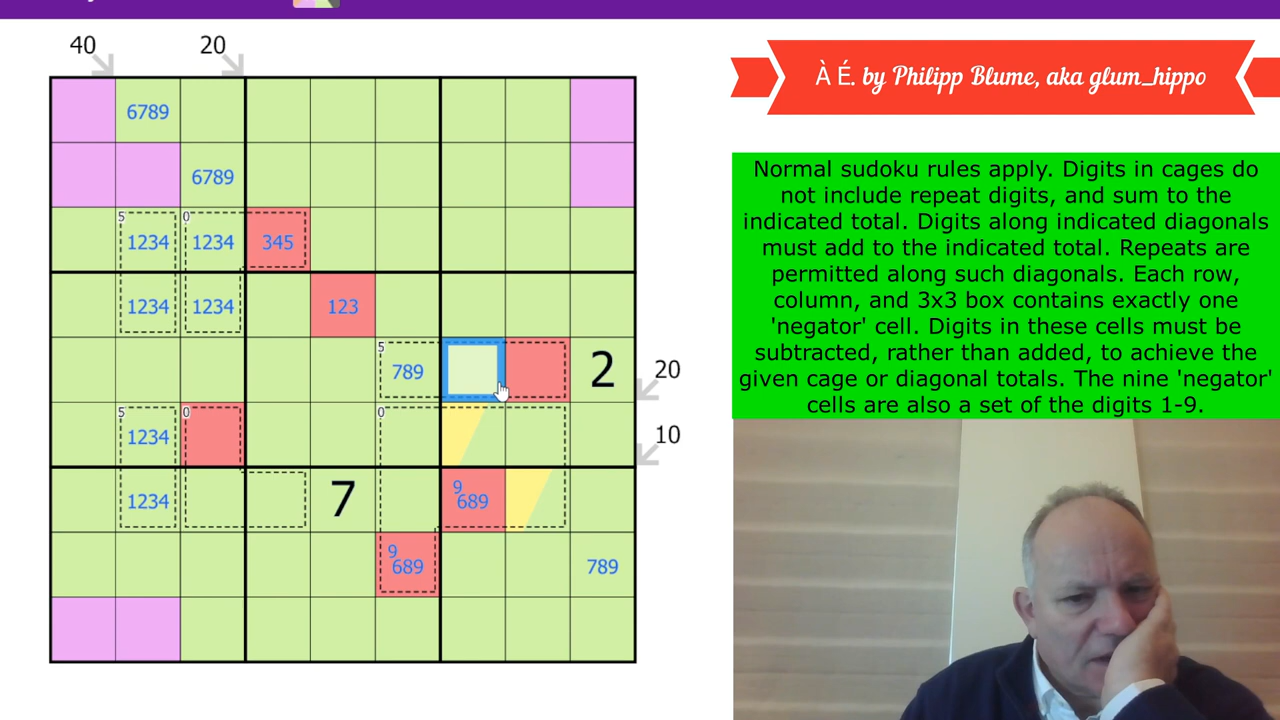 40 20
À É. by Philipp Blume, aka glum_hippo
6789
6789
5 0
1234 1234 345
1234 1234 123
5
789 2 20
5 0
1234 10
1234 7 9 689
9 689 789
Normal sudoku rules apply. Digits in cages do
not include repeat digits, and sum to the
indicated total. Digits along indicated diagonals
must add to the indicated total. Repeats are
permitted along such diagonals. Each row,
column, and 3x3 box contains exactly one
'negator' cell. Digits in these cells must be
subtracted, rather than added, to achieve the
given cage or diagonal totals. The nine 'negator'
cells are also a set of the digits 1-9.